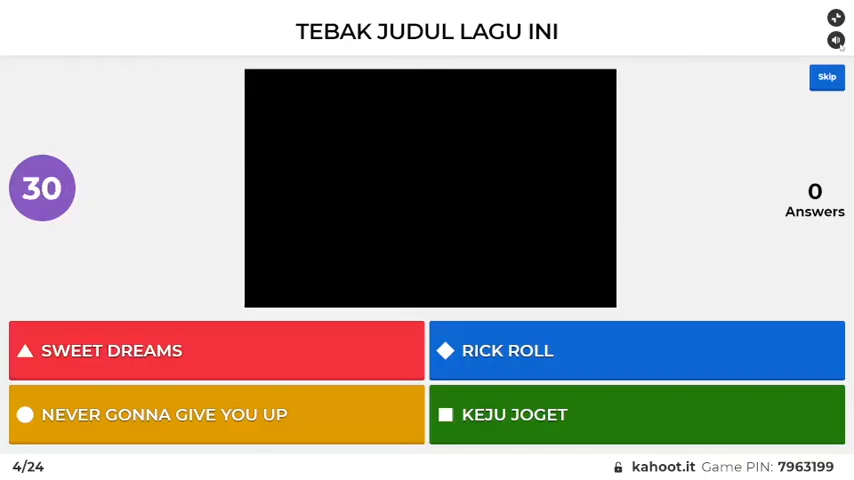 TEBAK JUDUL LAGU INI
Skip
30
0
Answers
SWEET DREAMS
RICK ROLL
NEVER GONNA GIVE YOU UP
KEJU JOGET
4/24
kahoot.it Game PIN: 7963199